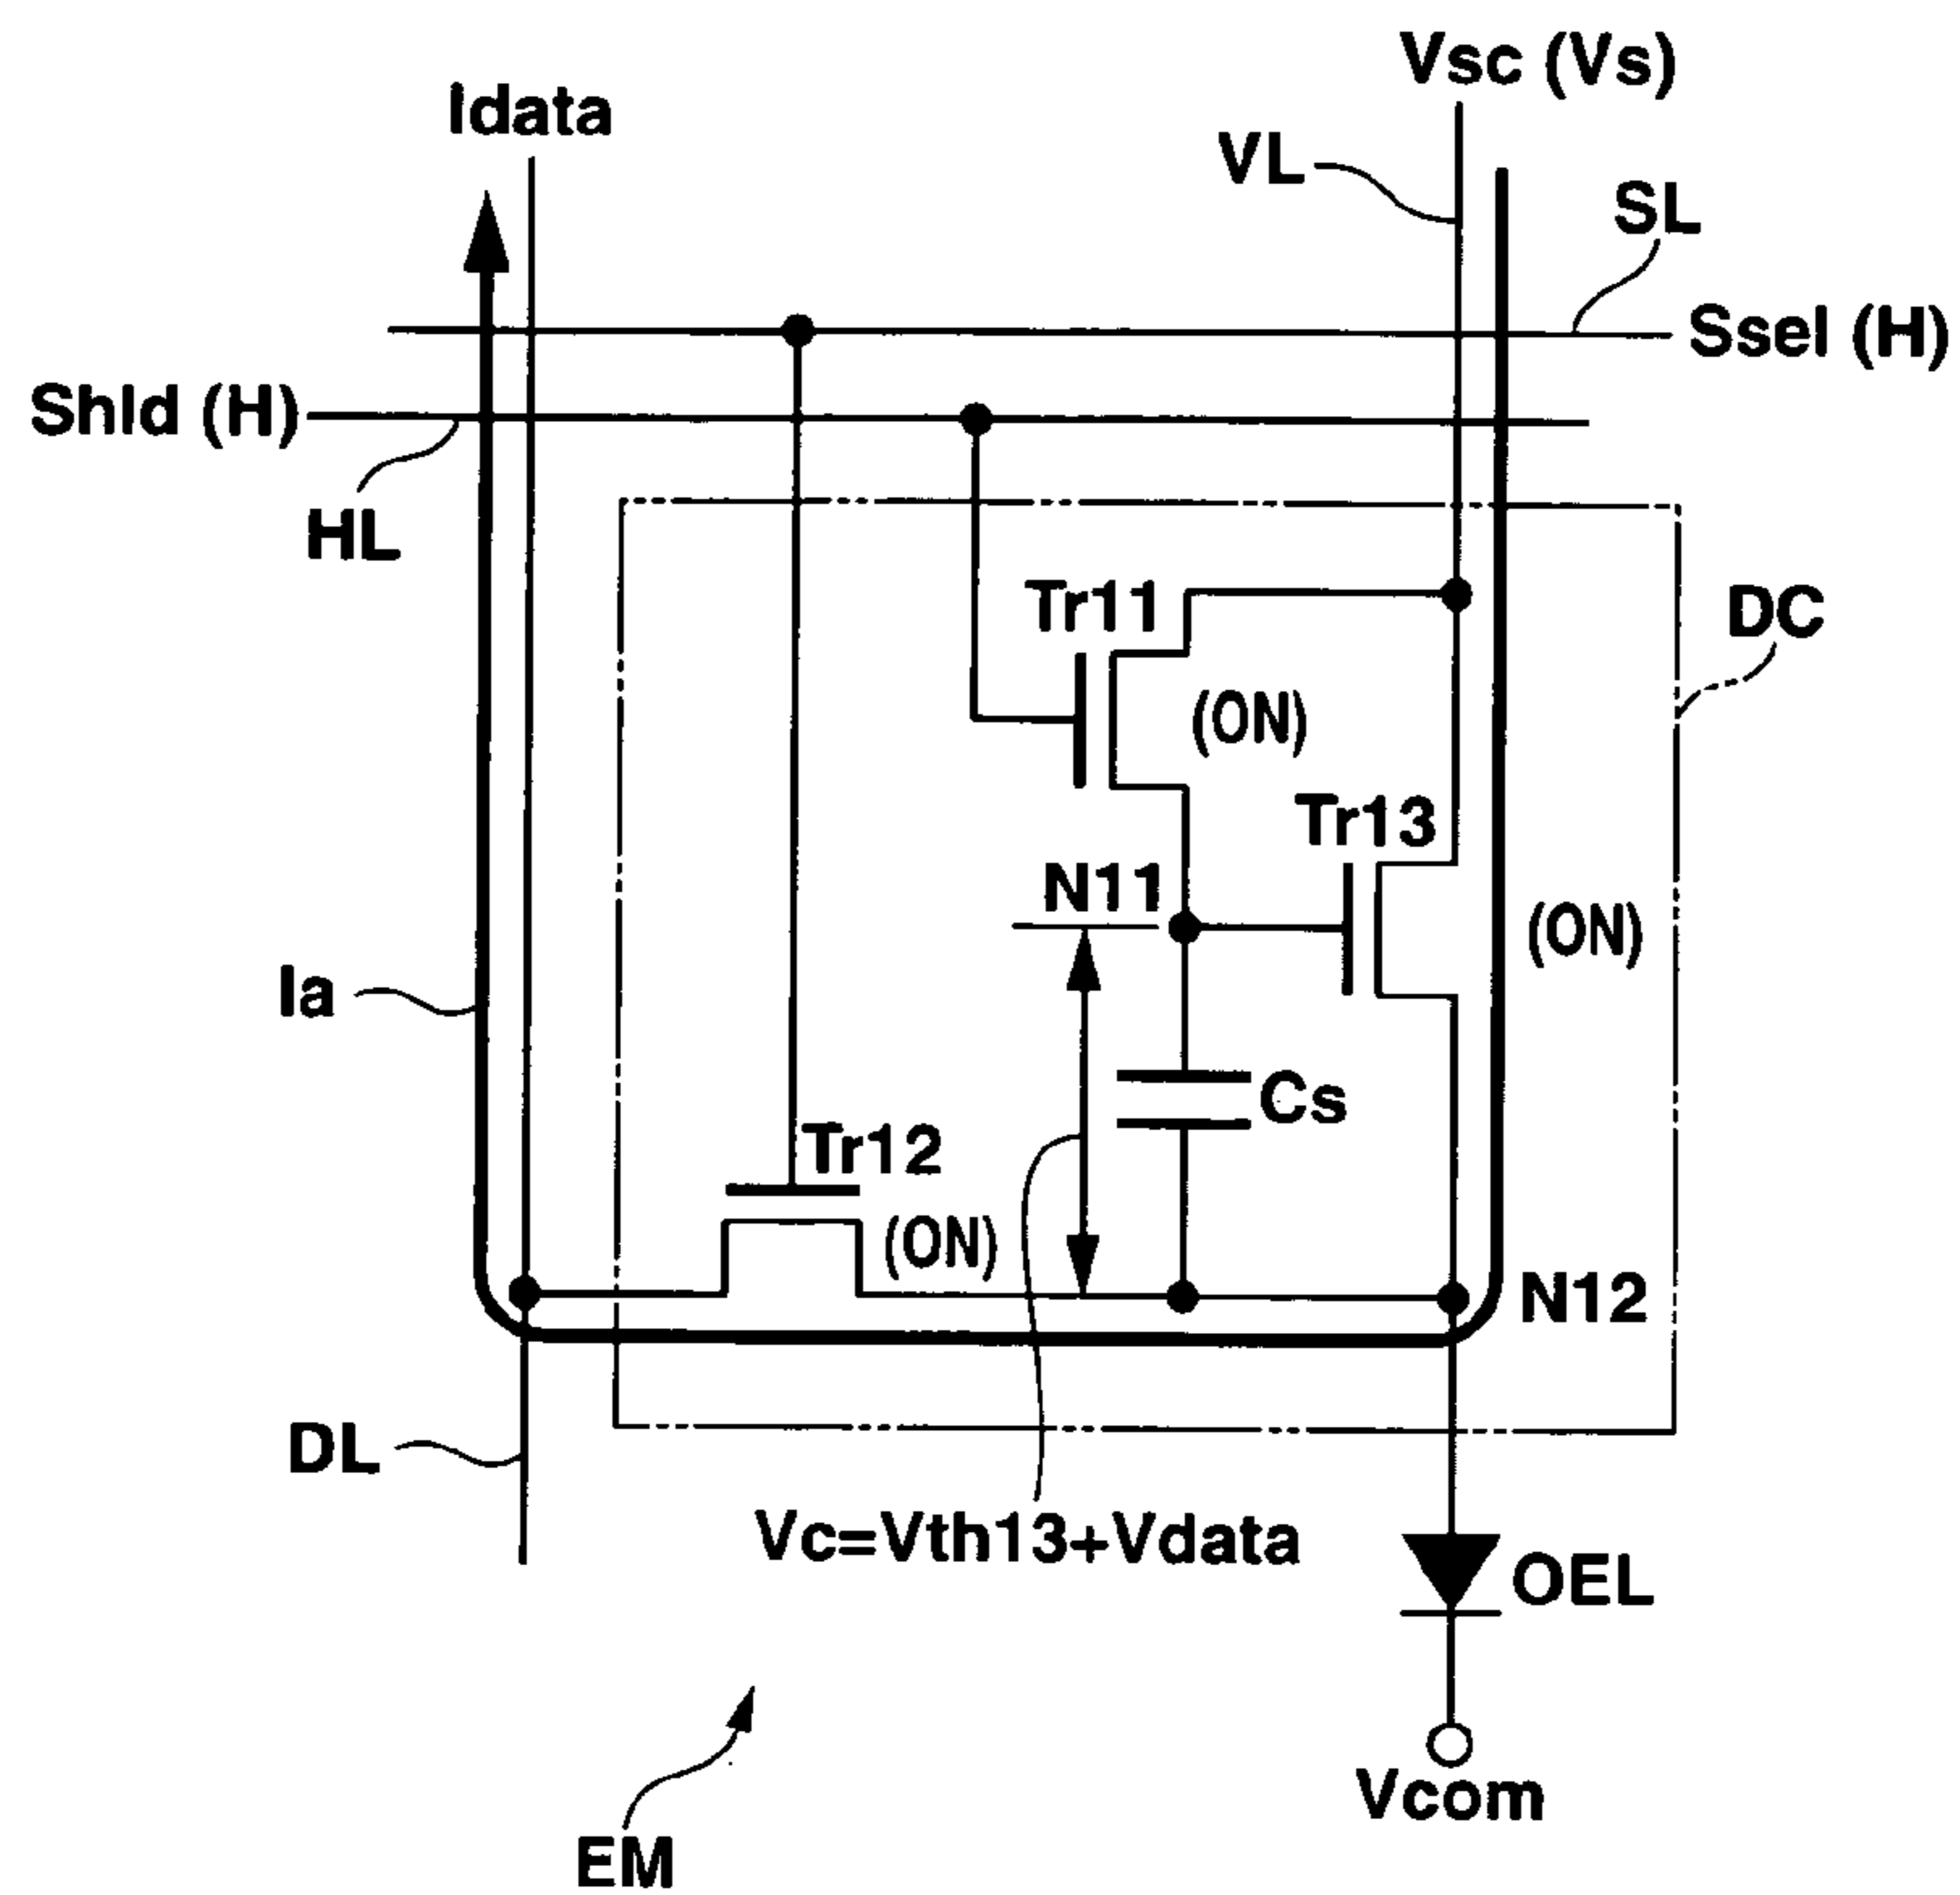 Vsc (Vs)
Idata
VL
SL
Ssel (H)
Shld (H)
HL
Tr11
DC
(ON)
Tr13
N11
(ON)
Ia
Cs
Tr12
(ON)
N12
DL
Vc=Vth13+Vdata
OEL
Vcom
EM